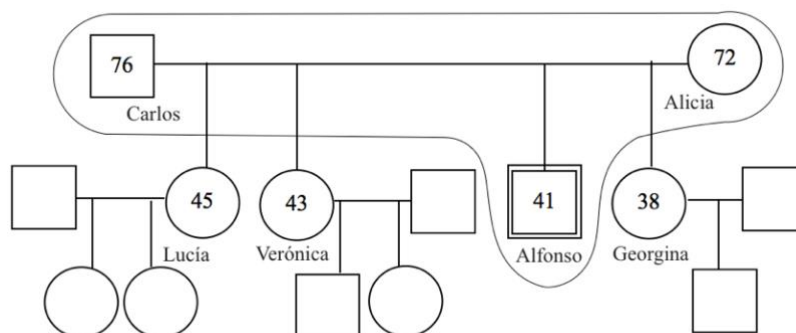 76
72
Carlos
Alicia
45
43
41
38
Lucía
Verónica
Alfonso
Georgina